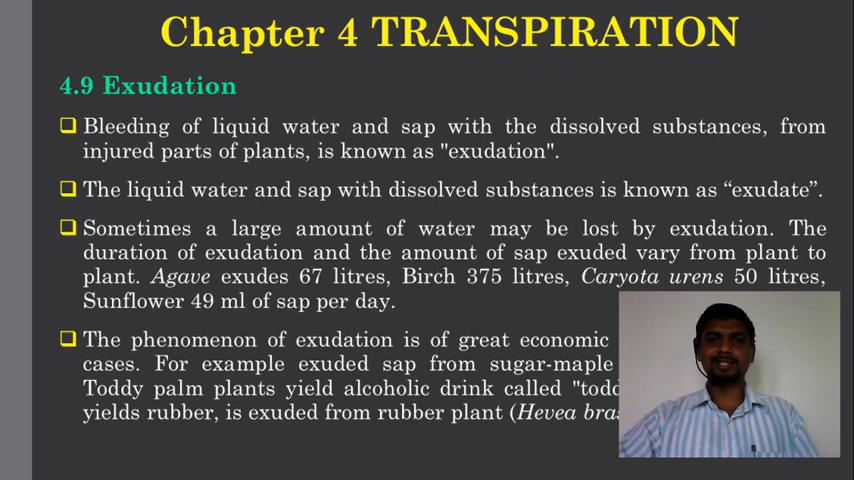 Chapter 4 TRANSPIRATION
4.9 Exudation
Bleeding of liquid water and sap with the dissolved substances, from
injured parts of plants, is known as "exudation".
The liquid water and sap with dissolved substances is known as “exudate”.
Sometimes a large amount of water may be lost by exudation. The
duration of exudation and the amount of sap exuded vary from plant to
plant. Agave exudes 67 litres, Birch 375 litres, Caryota urens 50 litres,
Sunflower 49 ml of sap per day.
The phenomenon of exudation is of great economic
cases. For example exuded sap from sugar-maple
Toddy palm plants yield alcoholic drink called
yields rubber, is exuded from rubber plant (Hevea